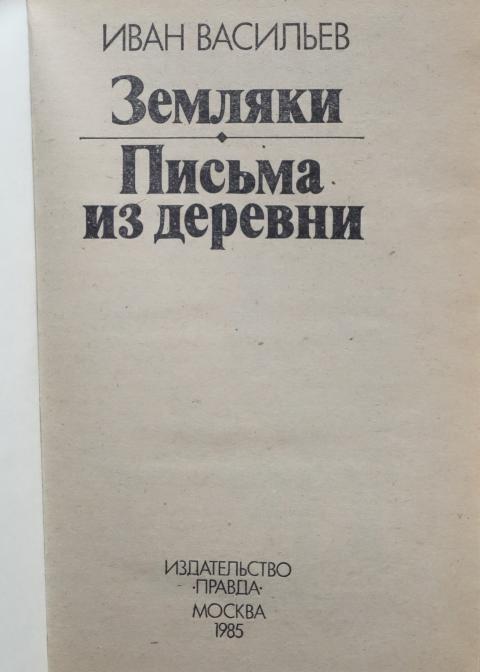 ИВАН ВАСИЛЬЕВ
Земляки
Письма
из деревни
ИЗДАТЕЛЬСТВО
·ПРАВДА·
МОСКВА
1985